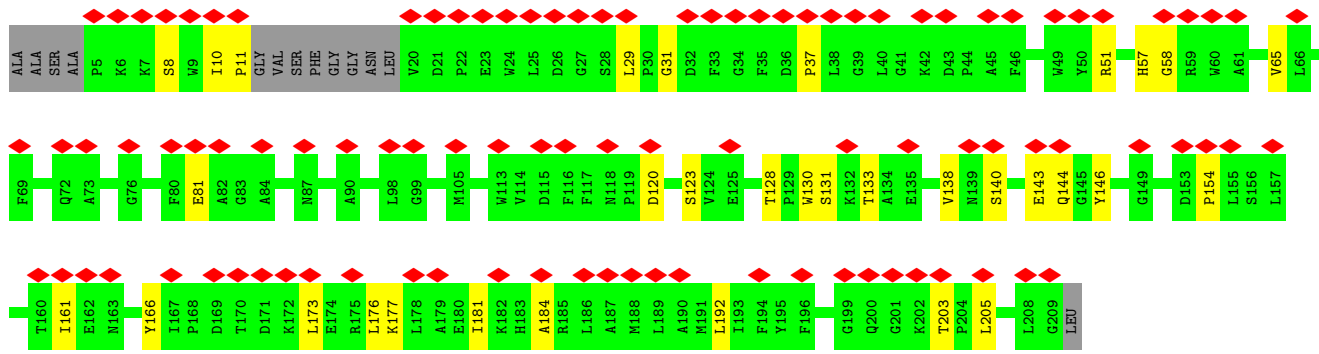 ALA ALA SER ALA P5 K6 K7 S8 W9 I10 P11 GLY VAL SER PHE GLY GLY ASN LEU V20 D21 P22 E23 W24 L25 D26 G27 S28 L29 P30 G31 D32 F33 G34 F35 D36 P37 L38 G39 L40 G41 K42 D43 P44 A45 F46 W49 Y50 R51 H57 G58 R59 W60 A61 V65 L66
F69 Q72 A73 G76 F80 E81 A82 G83 A84 N87 A90 L98 G99 M105 W113 V114 D115 F116 F117 N118 P119 D120 S123 V124 E125 T128 P129 W130 S131 K132 T133 A134 E135 V138 N139 S140 E143 Q144 G145 Y146 G149 D153 P154 L155 S156 L157
T160 I161 E162 N163 Y166 I167 P168 D169 T170 D171 K172 L173 E174 R175 L176 K177 L178 A179 E180 I181 K182 H183 A184 R185 L186 A187 M188 L189 A190 M191 L192 I193 F194 Y195 F196 G199 Q200 G201 K202 T203 P204 L205 L208 G209 LEU